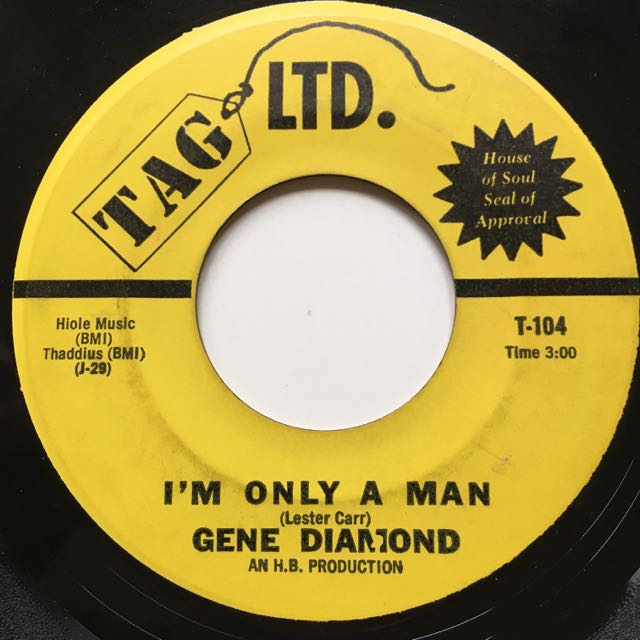 TAG LTD.
House
of Soul
Seal of
Approval
Hiole Music
(BMI)
Thaddius (BMI)
(J-29)
T-104
Time 3:00
I'M ONLY A MAN
(Lester Carr)
GENE DIAMOND
AN H.B. PRODUCTION